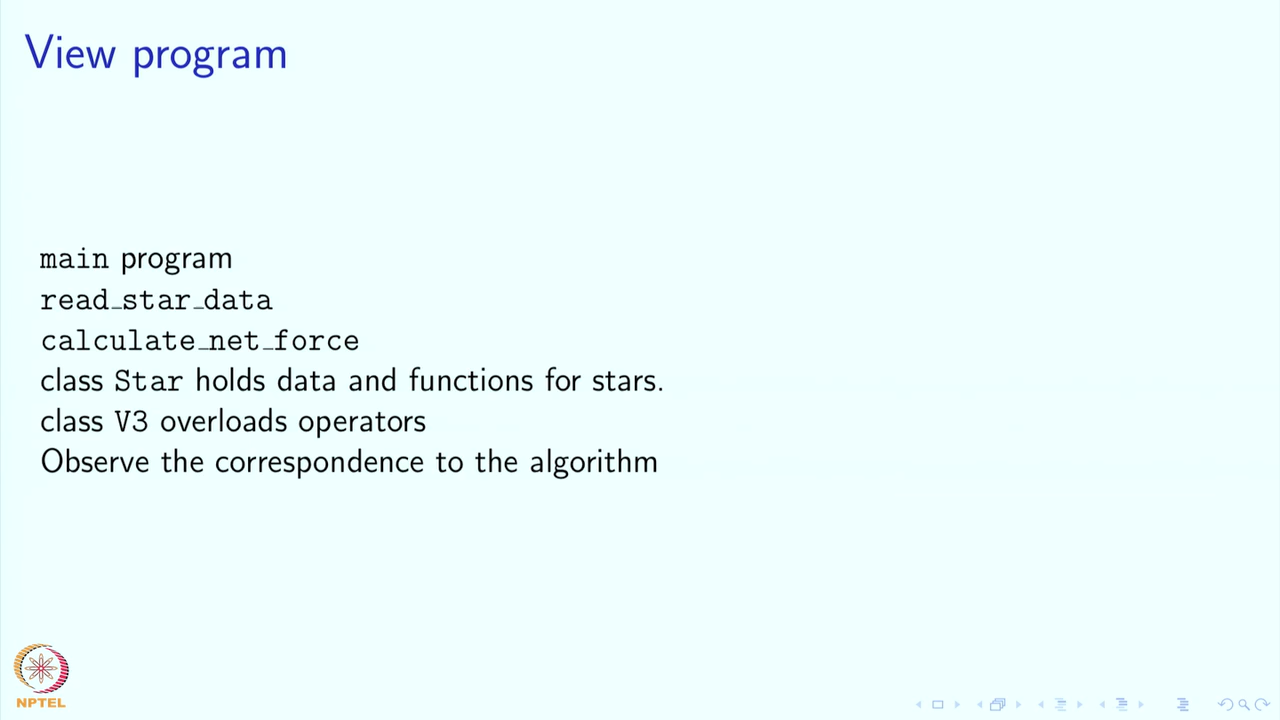 View program
main program
read_star_data
calculate_net_force
class Star holds data and functions for stars.
class V3 overloads operators
Observe the correspondence to the algorithm
NPTEL